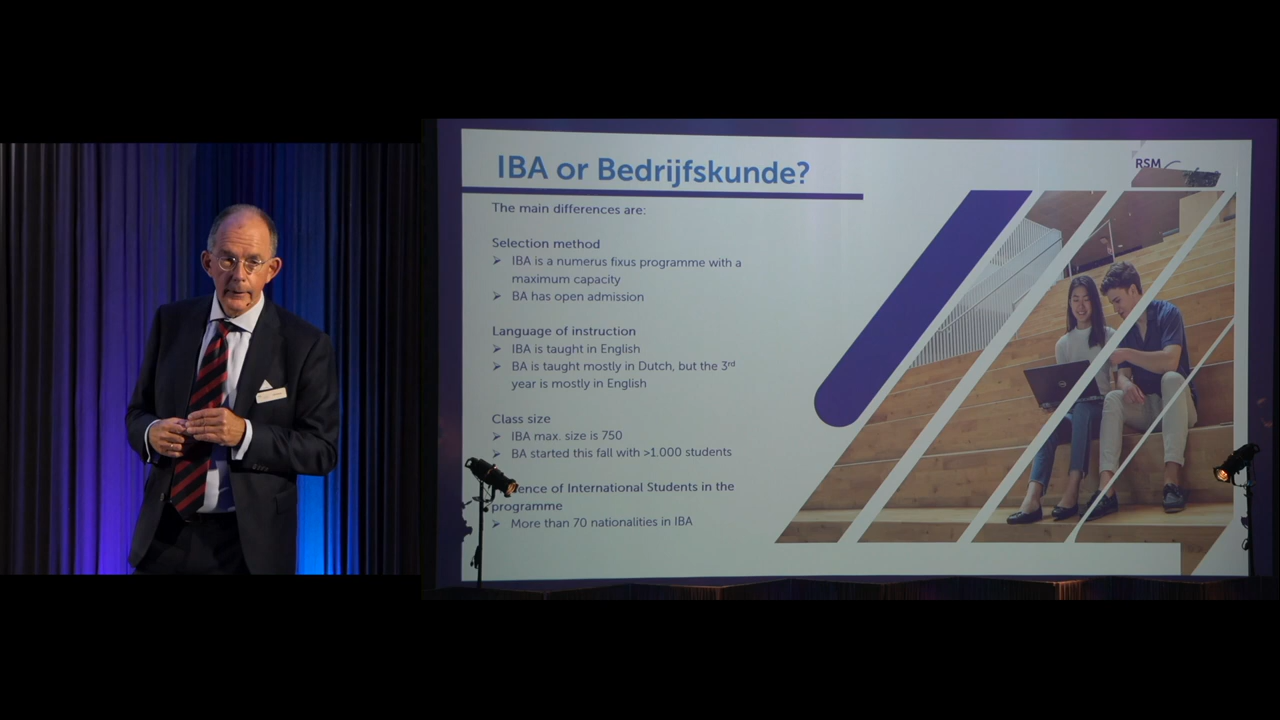 IBA or Bedrijfskunde?
RSM
The main differences are:
Selection method
➢ IBA is a numerus fixus programme with a
maximum capacity
➢ BA has open admission
Language of instruction
➢ IBA is taught in English
➢ BA is taught mostly in Dutch, but the 3rd
year is mostly in English
Class size
➢ IBA max. size is 750
➢ BA started this fall with >1.000 students
ence of International Students in the
programme
➢ More than 70 nationalities in IBA